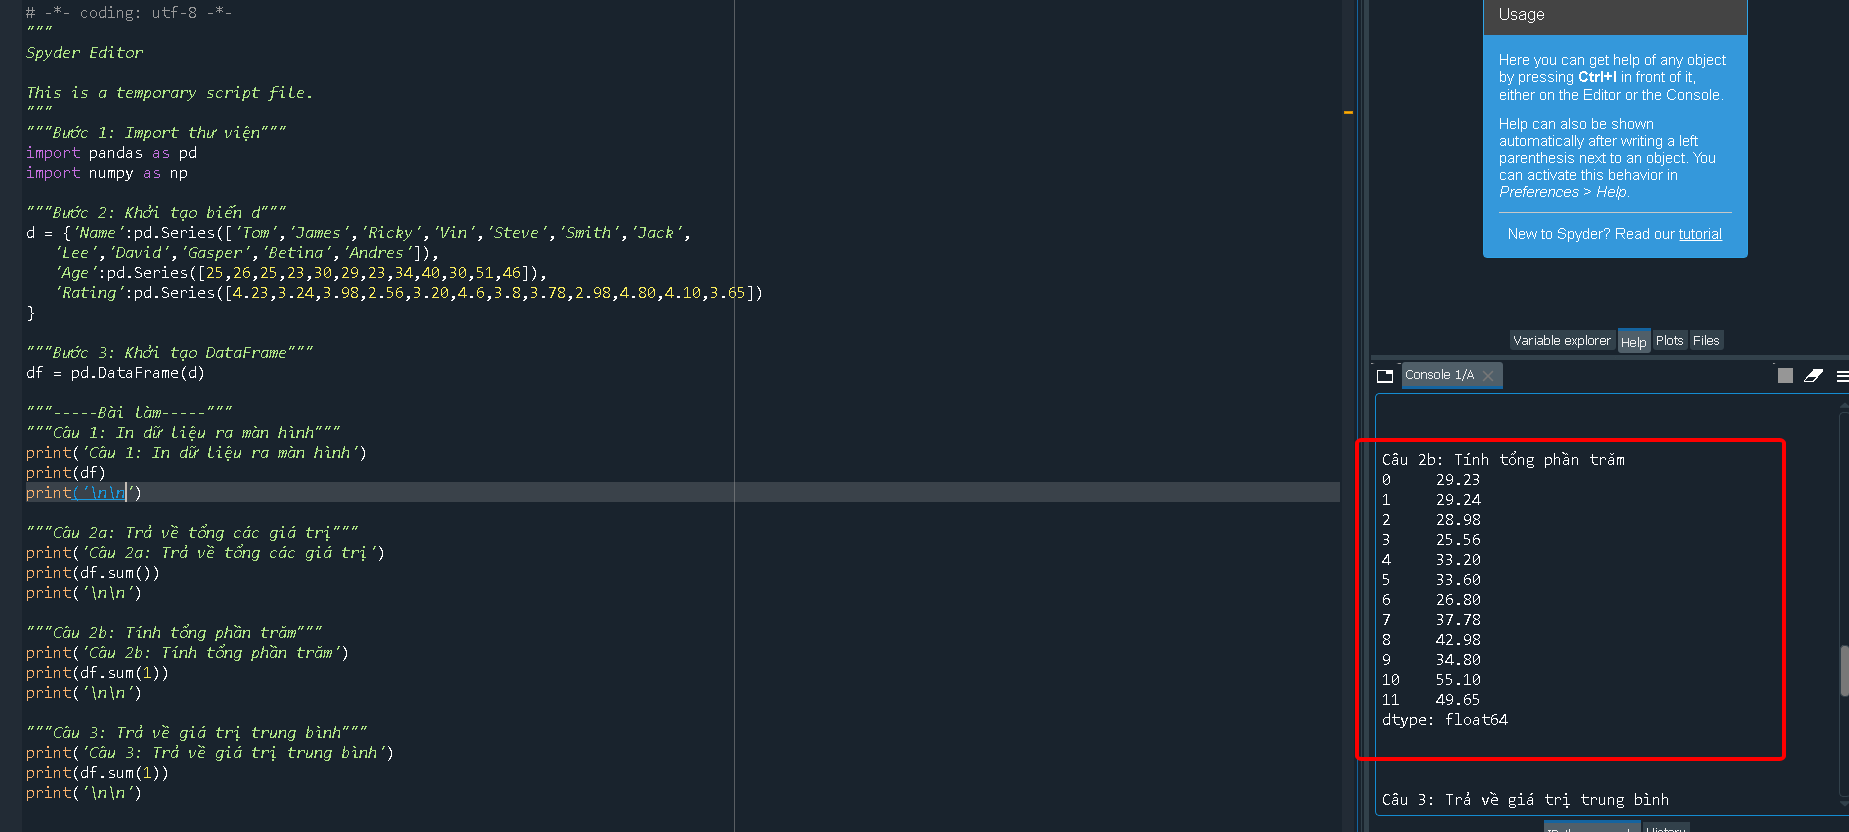 # -*- coding: utf-8 -*-
"""
Spyder Editor
This is a temporary script file.
"""
"""Bước 1: Import thư viện"""
import pandas as pd
import numpy as np
"""Bước 2: Khởi tạo biến d"""
d = {'Name':pd.Series(['Tom','James','Ricky','Vin','Steve','Smith','Jack',
'Lee','David','Gasper','Betina','Andres']),
'Age':pd.Series([25,26,25,23,30,29,23,34,40,30,51,46]),
'Rating':pd.Series([4.23,3.24,3.98,2.56,3.20,4.6,3.8,3.78,2.98,4.80,4.10,3.65])
}
"""Bước 3: Khởi tạo DataFrame"""
df = pd.DataFrame(d)
"""-----Bài làm-----"""
"""Câu 1: In dữ liệu ra màn hình"""
print('Câu 1: In dữ liệu ra màn hình')
print(df)
print('\n\n')
"""Câu 2a: Trả về tổng các giá trị"""
print('Câu 2a: Trả về tổng các giá trị')
print(df.sum())
print('\n\n')
"""Câu 2b: Tính tổng phần trăm"""
print('Câu 2b: Tính tổng phần trăm')
print(df.sum(1))
print('\n\n')
"""Câu 3: Trả về giá trị trung bình"""
print('Câu 3: Trả về giá trị trung bình')
print(df.sum(1))
print('\n\n')
Usage
Here you can get help of any object
by pressing Ctrl+I in front of it,
either on the Editor or the Console.
Help can also be shown
automatically after writing a left
parenthesis next to an object. You
can activate this behavior in
Preferences > Help.
New to Spyder? Read our tutorial
Variable explorer Help Plots Files
Console 1/A
Câu 2b: Tính tổng phần trăm
0 29.23
1 29.24
2 28.98
3 25.56
4 33.20
5 33.60
6 26.80
7 37.78
8 42.98
9 34.80
10 55.10
11 49.65
dtype: float64
Câu 3: Trả về giá trị trung bình
History